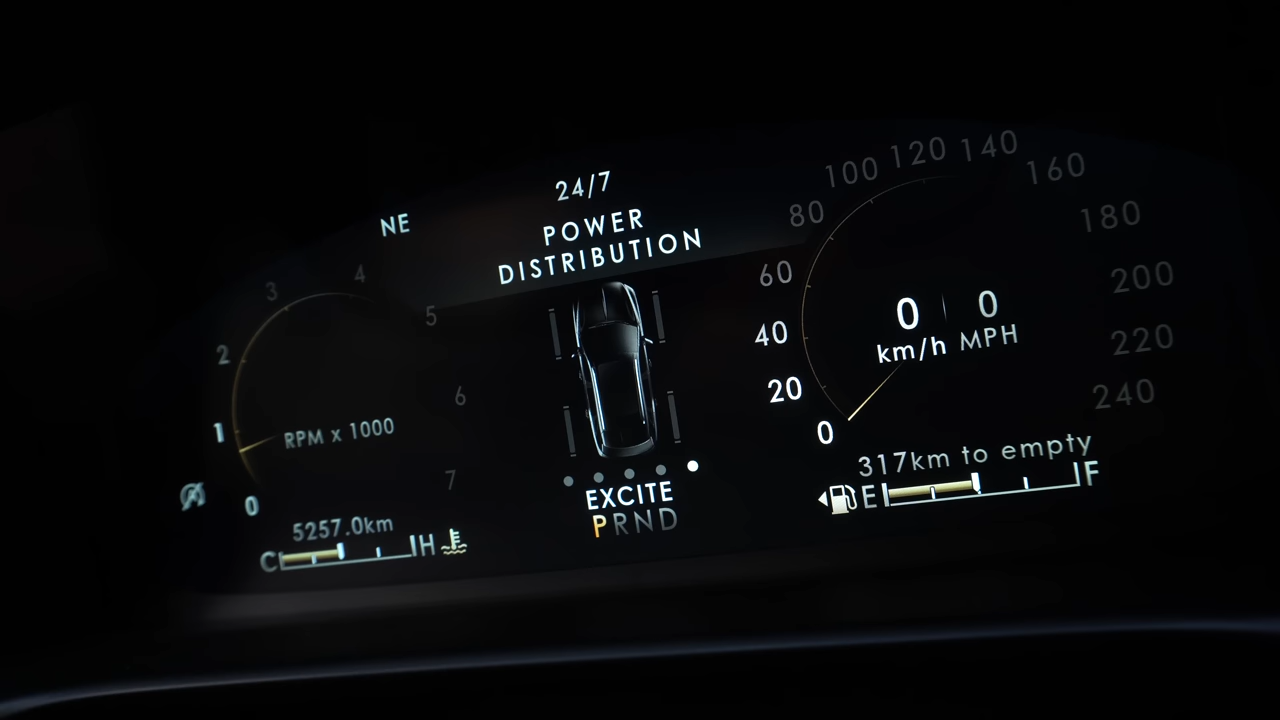 24/7
POWER
DISTRIBUTION
NE
0
1
2
3
4
5
6
7
RPM x 1000
5257.0km
C H
EXCITE
PRND
0
20
40
60
80
100
120
140
160
180
200
220
240
0 0
km/h MPH
317km to empty
E F